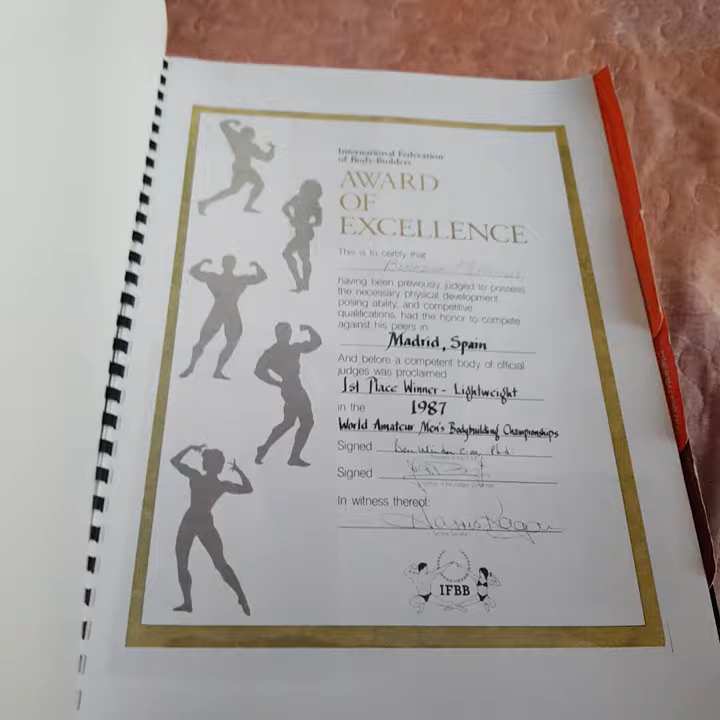 International Federation
of Body-Builders
AWARD
OF
EXCELLENCE
This is to certify that
having been previously judged to possess
the necessary physical development,
posing ability, and competitive
qualifications, had the honor to compete
against his peers in
Madrid, Spain
And before a competent body of official
judges was proclaimed
1st Place Winner - Lightweight
in the 1987
World Amateur Men's Bodybuilding Championships
Signed Ben Weider
Signed
In witness thereof:
IFBB